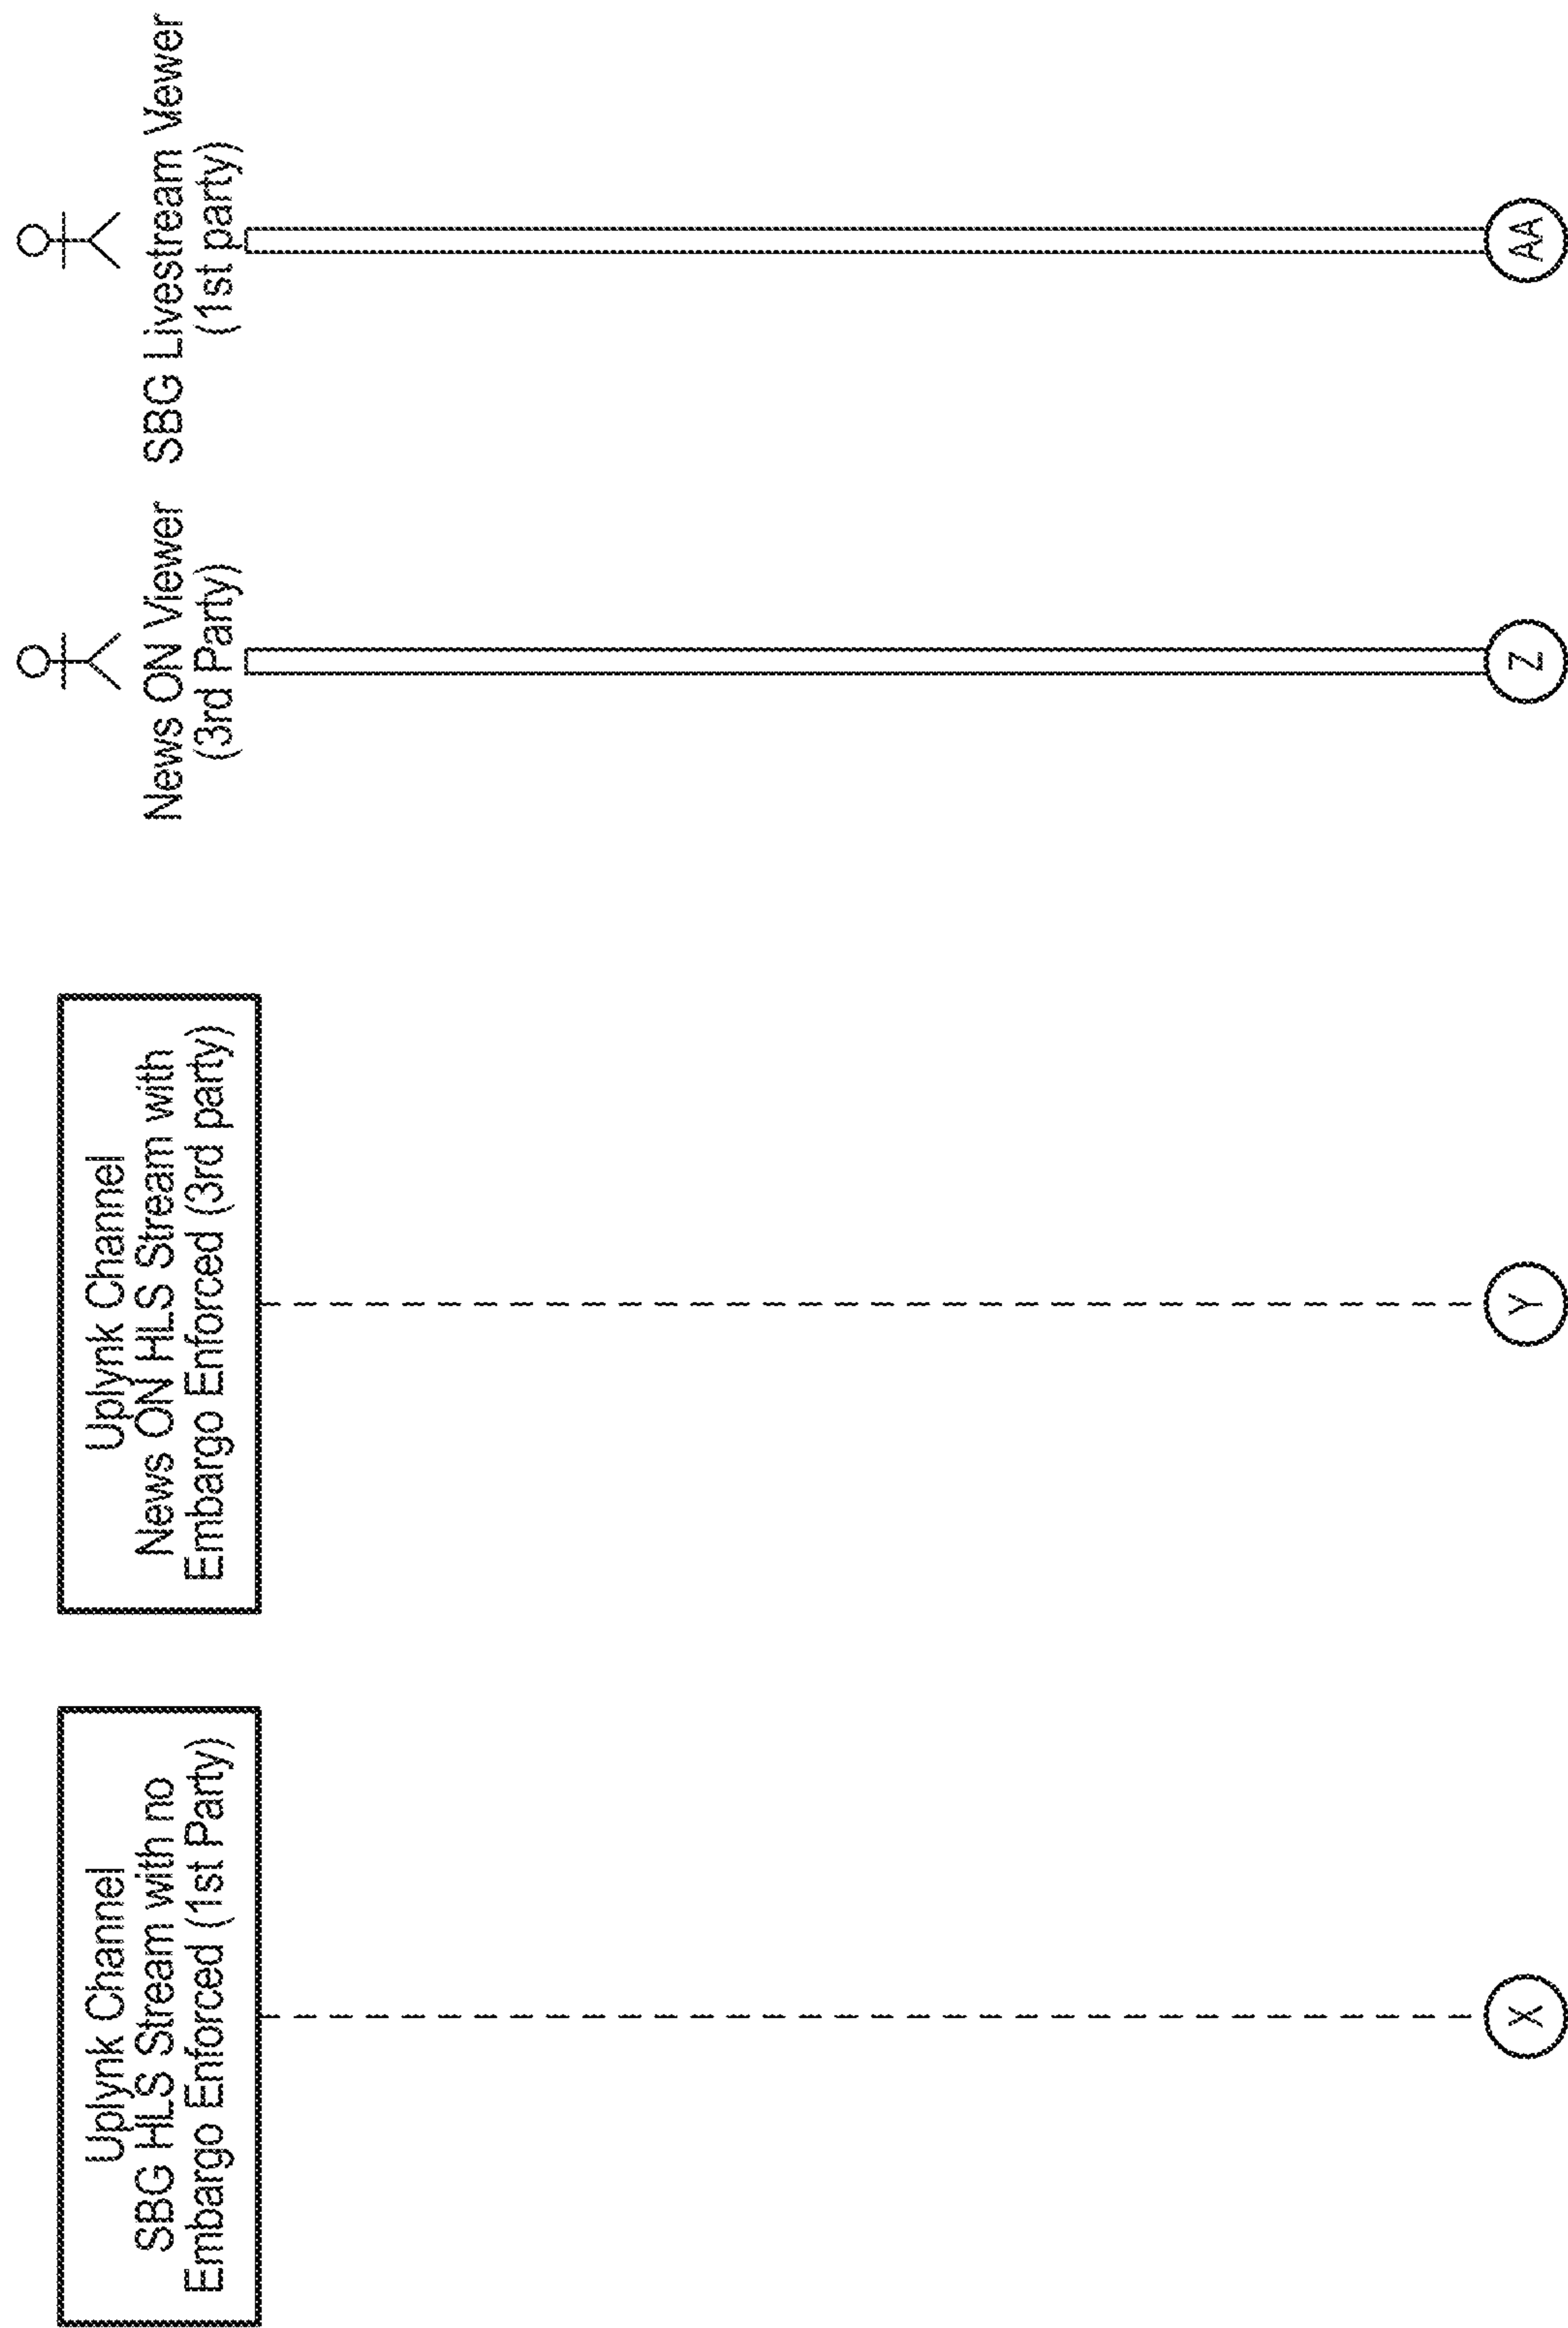 Uplynk Channel
SBG HLS Stream with no
Embargo Enforced (1st Party)
Uplynk Channel
News ON HLS Stream with
Embargo Enforced (3rd party)
News ON Viewer
(3rd Party)
SBG Livestream Viewer
(1st party)
X
Y
Z
AA